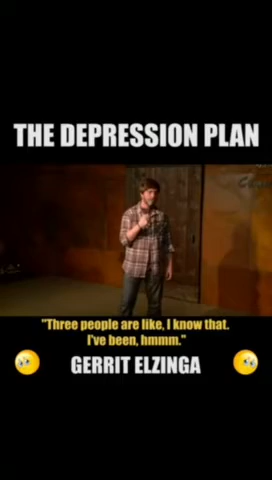 THE DEPRESSION PLAN
"Three people are like, I know that.
I've been, hmmm."
GERRIT ELZINGA